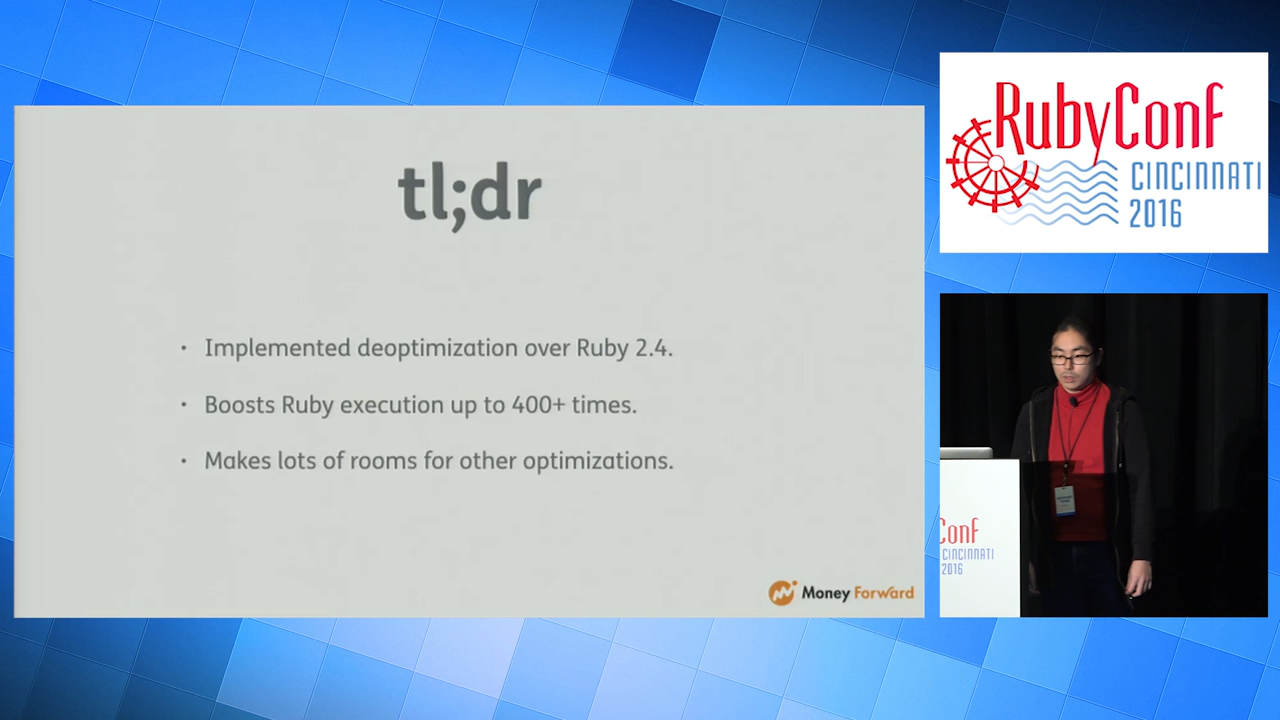 tl;dr
• Implemented deoptimization over Ruby 2.4.
• Boosts Ruby execution up to 400+ times.
• Makes lots of rooms for other optimizations.
Money Forward
RubyConf
CINCINNATI
2016
Conf
CINCINNATI
2016